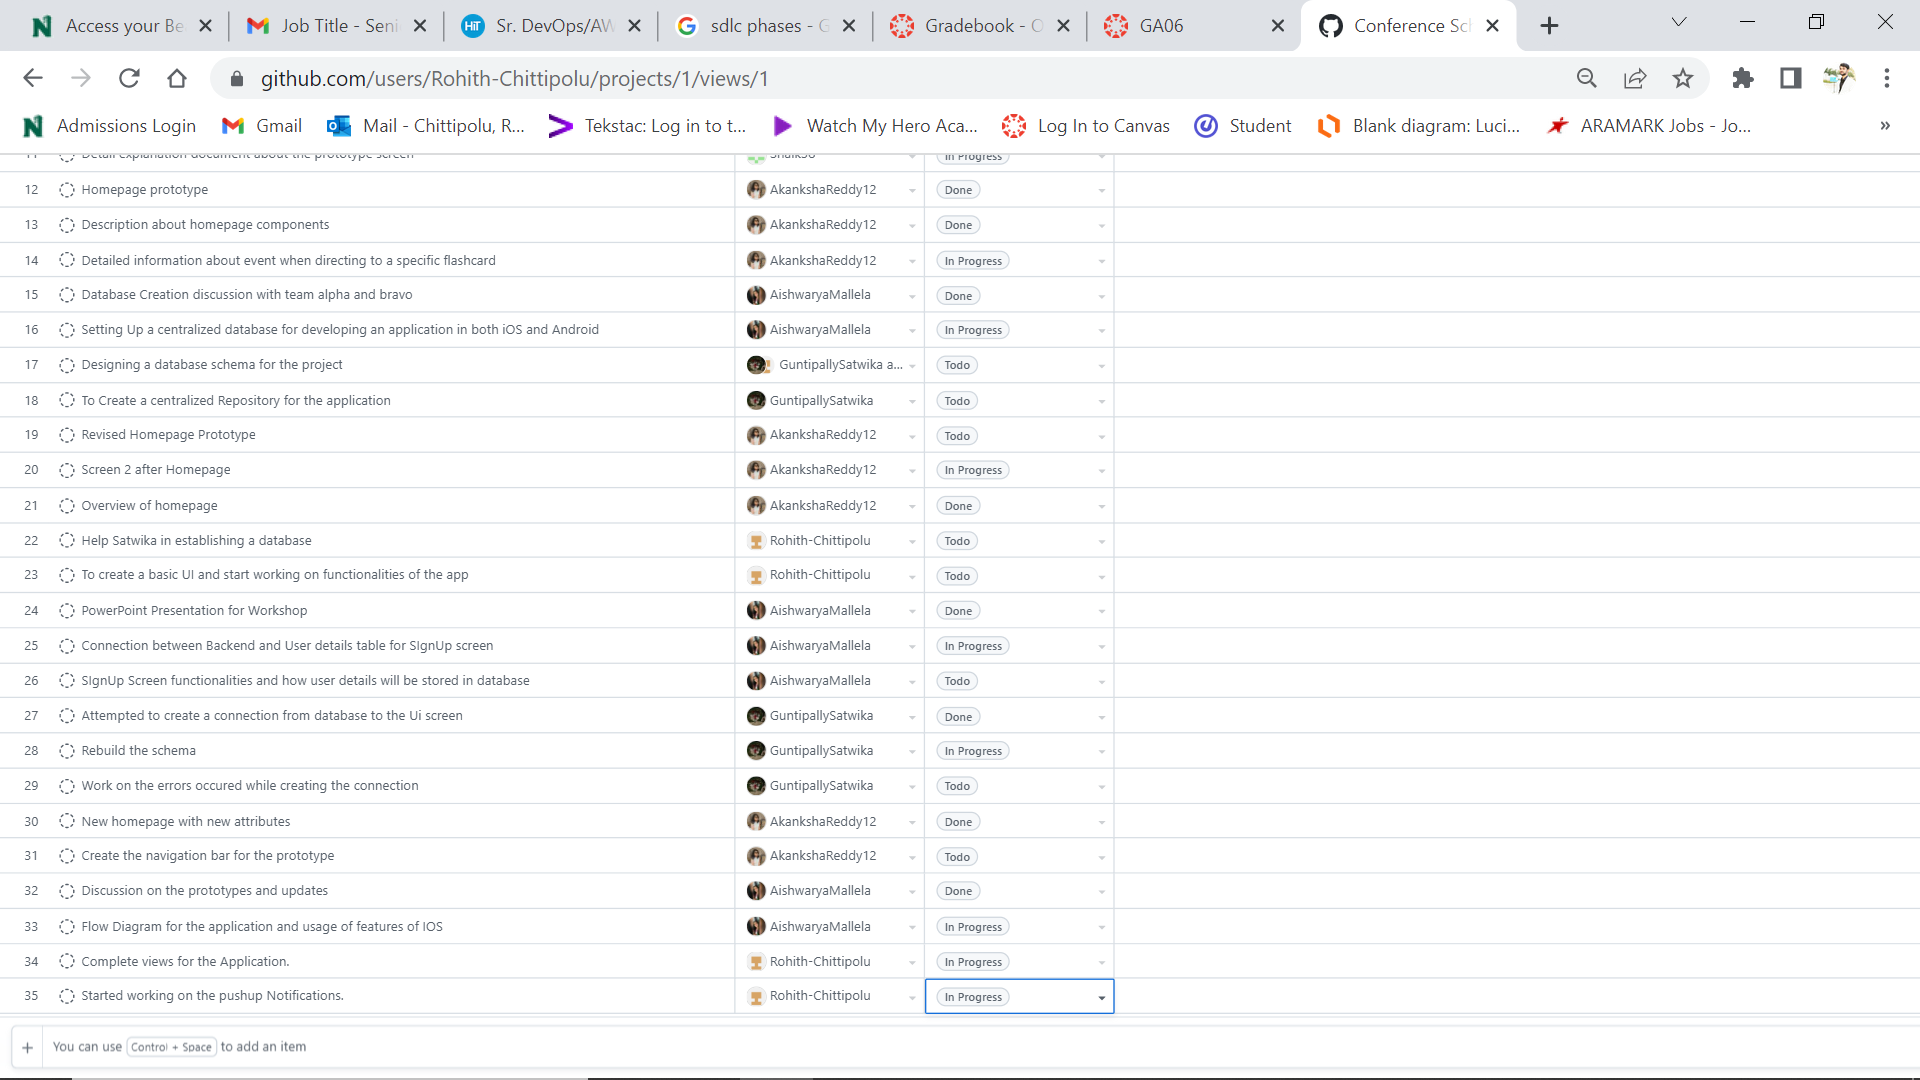 Access your Be
Job Title - Seni
Sr. DevOps/AW
sdlc phases - G
Gradebook - O
GA06
Conference Sch
github.com/users/Rohith-Chittipolu/projects/1/views/1
Admissions Login
Gmail
Mail - Chittipolu, R...
Tekstac: Log in to t...
Watch My Hero Aca...
Log In to Canvas
Student
Blank diagram: Luci...
ARAMARK Jobs - Jo...
»
11 Detail explanation document about the prototype screen Shaik56 In Progress
12 Homepage prototype AkankshaReddy12 Done
13 Description about homepage components AkankshaReddy12 Done
14 Detailed information about event when directing to a specific flashcard AkankshaReddy12 In Progress
15 Database Creation discussion with team alpha and bravo AishwaryaMallela Done
16 Setting Up a centralized database for developing an application in both iOS and Android AishwaryaMallela In Progress
17 Designing a database schema for the project GuntipallySatwika a... Todo
18 To Create a centralized Repository for the application GuntipallySatwika Todo
19 Revised Homepage Prototype AkankshaReddy12 Todo
20 Screen 2 after Homepage AkankshaReddy12 In Progress
21 Overview of homepage AkankshaReddy12 Done
22 Help Satwika in establishing a database Rohith-Chittipolu Todo
23 To create a basic UI and start working on functionalities of the app Rohith-Chittipolu Todo
24 PowerPoint Presentation for Workshop AishwaryaMallela Done
25 Connection between Backend and User details table for SIgnUp screen AishwaryaMallela In Progress
26 SIgnUp Screen functionalities and how user details will be stored in database AishwaryaMallela Todo
27 Attempted to create a connection from database to the Ui screen GuntipallySatwika Done
28 Rebuild the schema GuntipallySatwika In Progress
29 Work on the errors occured while creating the connection GuntipallySatwika Todo
30 New homepage with new attributes AkankshaReddy12 Done
31 Create the navigation bar for the prototype AkankshaReddy12 Todo
32 Discussion on the prototypes and updates AishwaryaMallela Done
33 Flow Diagram for the application and usage of features of IOS AishwaryaMallela In Progress
34 Complete views for the Application. Rohith-Chittipolu In Progress
35 Started working on the pushup Notifications. Rohith-Chittipolu In Progress
You can use Control + Space to add an item